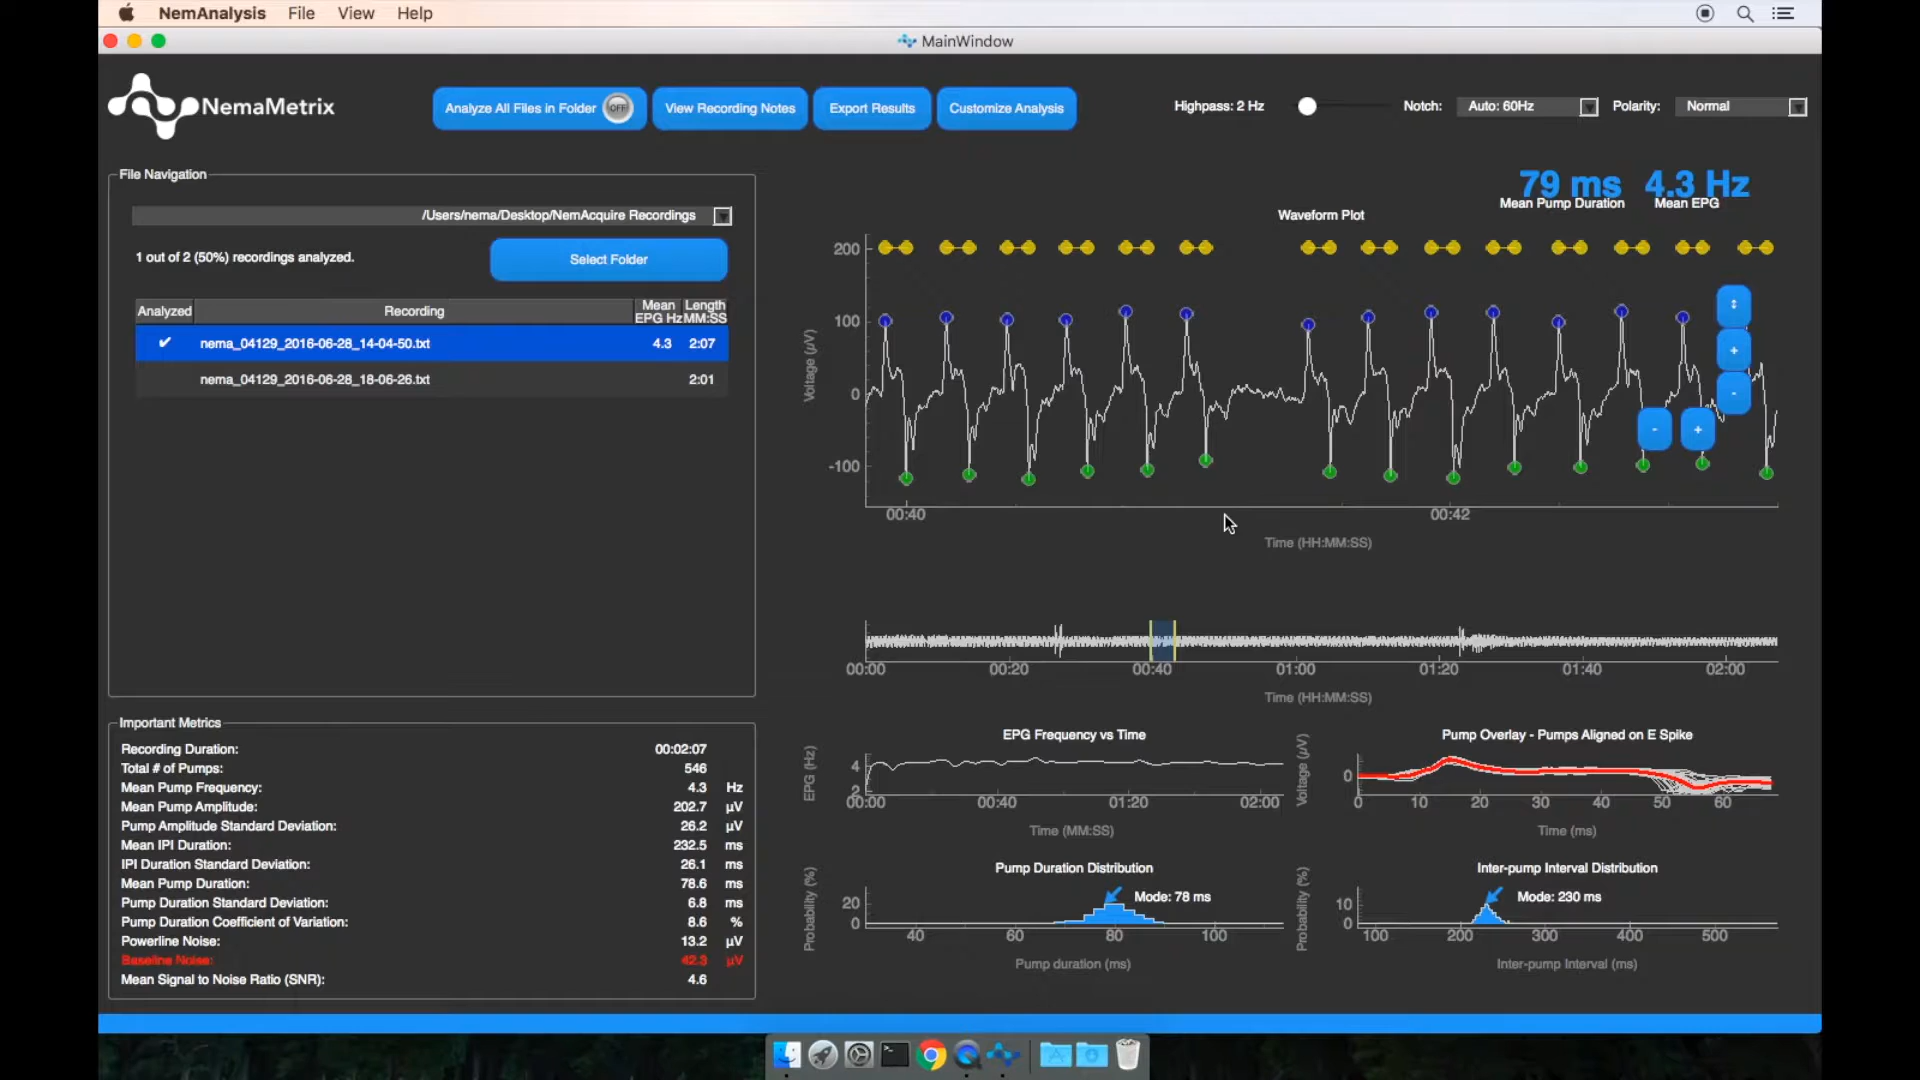 NemAnalysis File View Help
MainWindow
NemaMetrix
Analyze All Files in Folder OFF
View Recording Notes
Export Results
Customize Analysis
Highpass: 2 Hz
Notch: Auto: 60Hz
Polarity: Normal
File Navigation
/Users/nema/Desktop/NemAcquire Recordings
1 out of 2 (50%) recordings analyzed.
Select Folder
Analyzed Recording Mean EPG Hz Length MM:SS
✔ nema_04129_2016-06-28_14-04-50.txt 4.3 2:07
nema_04129_2016-06-28_18-06-26.txt 2:01
Important Metrics
Recording Duration: 00:02:07
Total # of Pumps: 546
Mean Pump Frequency: 4.3 Hz
Mean Pump Amplitude: 202.7 µV
Pump Amplitude Standard Deviation: 26.2 µV
Mean IPI Duration: 232.5 ms
IPI Duration Standard Deviation: 26.1 ms
Mean Pump Duration: 78.6 ms
Pump Duration Standard Deviation: 6.8 ms
Pump Duration Coefficient of Variation: 8.6 %
Powerline Noise: 13.2 µV
Baseline Noise: 42.3 µV
Mean Signal to Noise Ratio (SNR): 4.6
79 ms 4.3 Hz
Mean Pump Duration Mean EPG
Waveform Plot
Voltage (µV)
200
100
0
-100
↕
+
-
- +
00:40 00:42
Time (HH:MM:SS)
00:00 00:20 00:40 01:00 01:20 01:40 02:00
Time (HH:MM:SS)
EPG Frequency vs Time
EPG (Hz)
4
2
00:00 00:40 01:20 02:00
Time (MM:SS)
Pump Overlay - Pumps Aligned on E Spike
Voltage (µV)
0
0 10 20 30 40 50 60
Time (ms)
Pump Duration Distribution
Probability (%)
Mode: 78 ms
20
0
40 60 80 100
Pump duration (ms)
Inter-pump Interval Distribution
Probability (%)
Mode: 230 ms
10
0
100 200 300 400 500
Inter-pump Interval (ms)